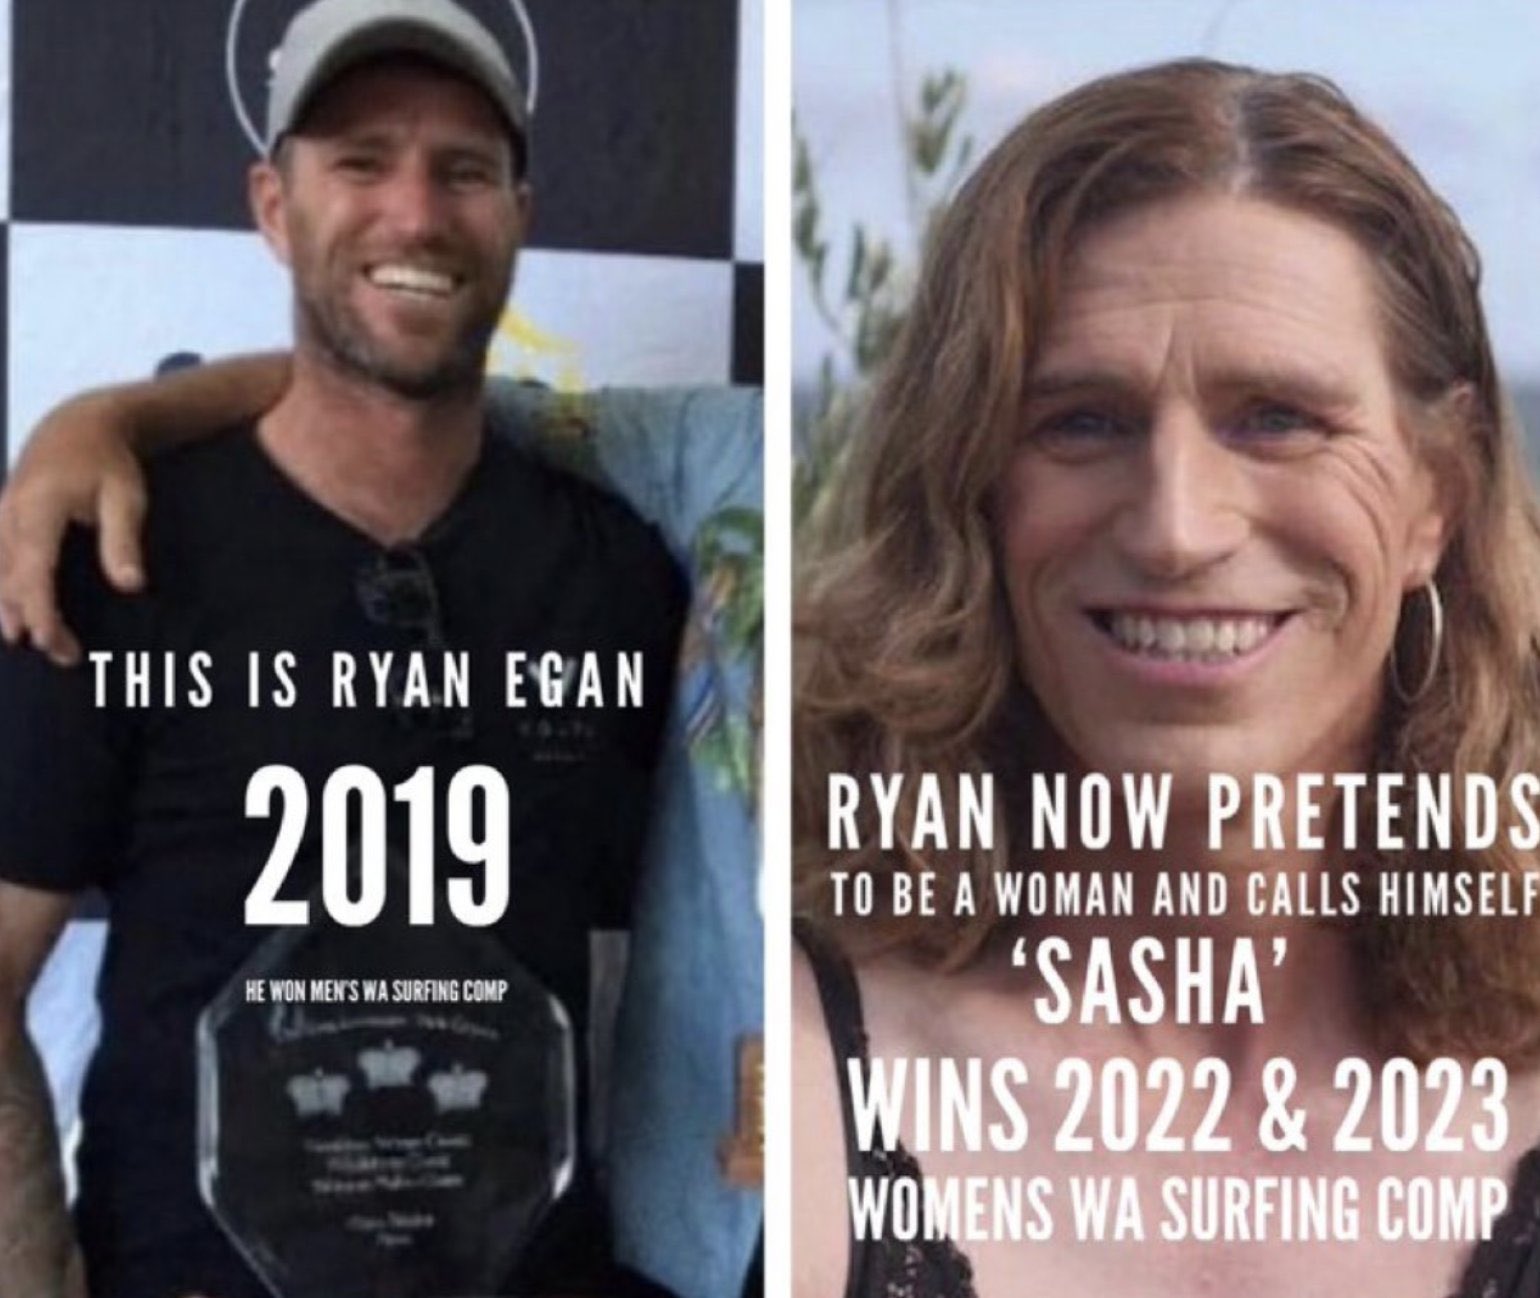 THIS IS RYAN EGAN
2019
HE WON MEN'S WA SURFING COMP
RYAN NOW PRETENDS
TO BE A WOMAN AND CALLS HIMSELF
‘SASHA’
WINS 2022 & 2023
WOMENS WA SURFING COMP